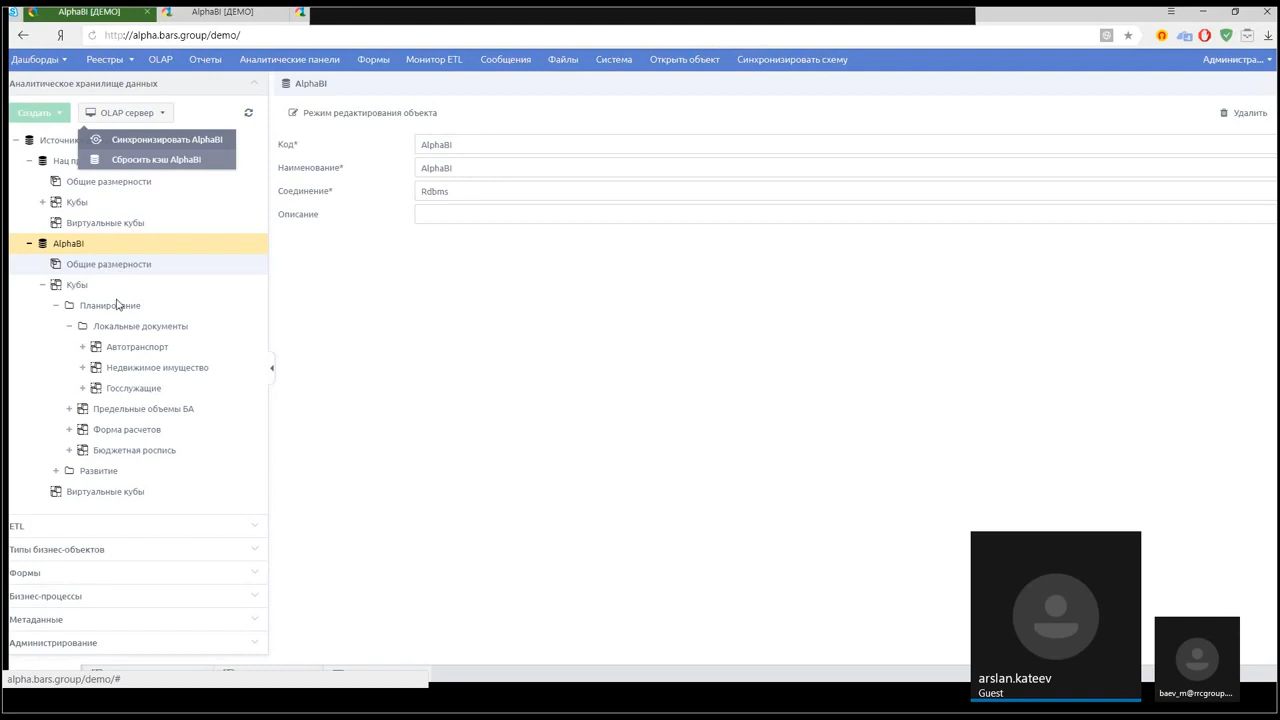 AlphaBI [ДЕМО] ×
AlphaBI [ДЕМО]
http://alpha.bars.group/demo/
Дашборды Реестры OLAP Отчеты Аналитические панели Формы Монитор ETL Сообщения Файлы Система Открыть объект Синхронизировать схему Администра...
Аналитическое хранилище данных
AlphaBI
Создать OLAP сервер
Режим редактирования объекта
Удалить
Синхронизировать AlphaBI
Сбросить кэш AlphaBI
Источник
Нац п
Общие размерности
Кубы
Виртуальные кубы
AlphaBI
Общие размерности
Кубы
Планирование
Локальные документы
Автотранспорт
Недвижимое имущество
Госслужащие
Предельные объемы БА
Форма расчетов
Бюджетная роспись
Развитие
Виртуальные кубы
ETL
Типы бизнес-объектов
Формы
Бизнес-процессы
Метаданные
Администрирование
Код* AlphaBI
Наименование* AlphaBI
Соединение* Rdbms
Описание
alpha.bars.group/demo/#
arslan.kateev
Guest
baev_m@rrcgroup....